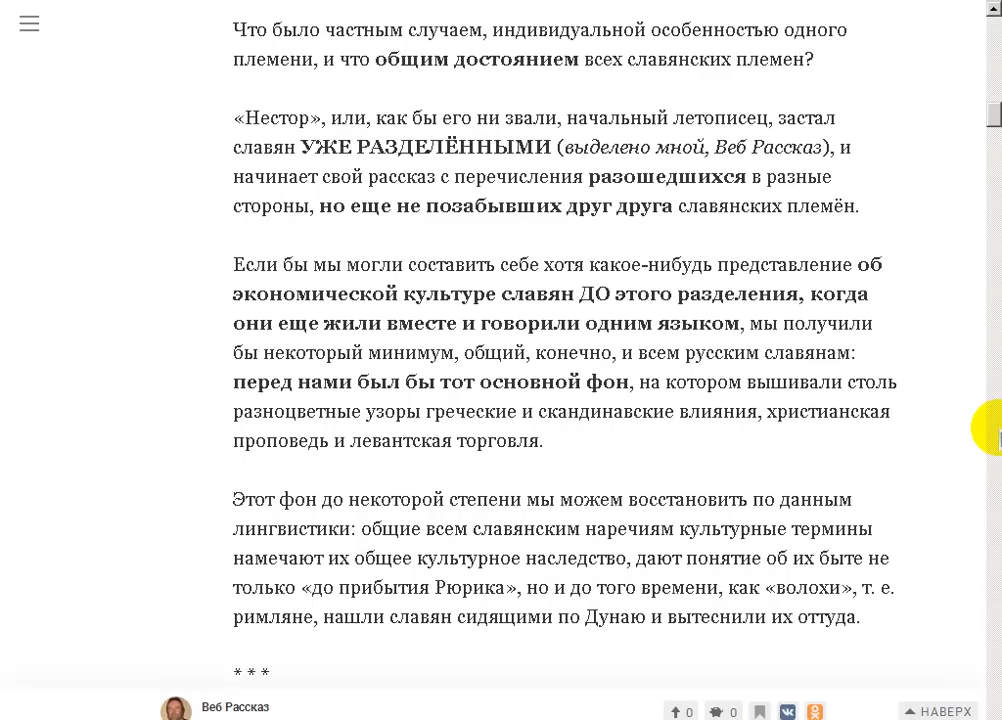 Что было частным случаем, индивидуальной особенностью одного
племени, и что общим достоянием всех славянских племен?
«Нестор», или, как бы его ни звали, начальный летописец, застал
славян УЖЕ РАЗДЕЛЁННЫМИ (выделено мной, Веб Рассказ), и
начинает свой рассказ с перечисления разошедшихся в разные
стороны, но еще не позабывших друг друга славянских племён.
Если бы мы могли составить себе хотя какое-нибудь представление об
экономической культуре славян ДО этого разделения, когда
они еще жили вместе и говорили одним языком, мы получили
бы некоторый минимум, общий, конечно, и всем русским славянам:
перед нами был бы тот основной фон, на котором вышивали столь
разноцветные узоры греческие и скандинавские влияния, христианская
проповедь и левантская торговля.
Этот фон до некоторой степени мы можем восстановить по данным
лингвистики: общие всем славянским наречиям культурные термины
намечают их общее культурное наследство, дают понятие об их быте не
только «до прибытия Рюрика», но и до того времени, как «волохи», т. е.
римляне, нашли славян сидящими по Дунаю и вытеснили их оттуда.
* * *
Веб Рассказ
0 0 НАВЕРХ